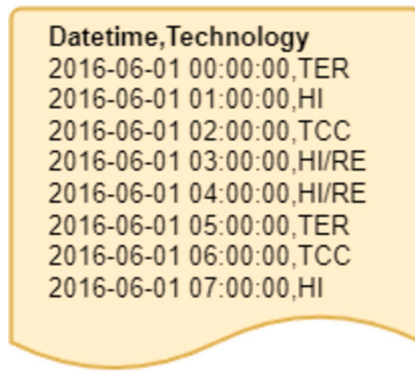 Datetime,Technology
2016-06-01 00:00:00,TER
2016-06-01 01:00:00,HI
2016-06-01 02:00:00,TCC
2016-06-01 03:00:00,HI/RE
2016-06-01 04:00:00,HI/RE
2016-06-01 05:00:00,TER
2016-06-01 06:00:00,TCC
2016-06-01 07:00:00,HI